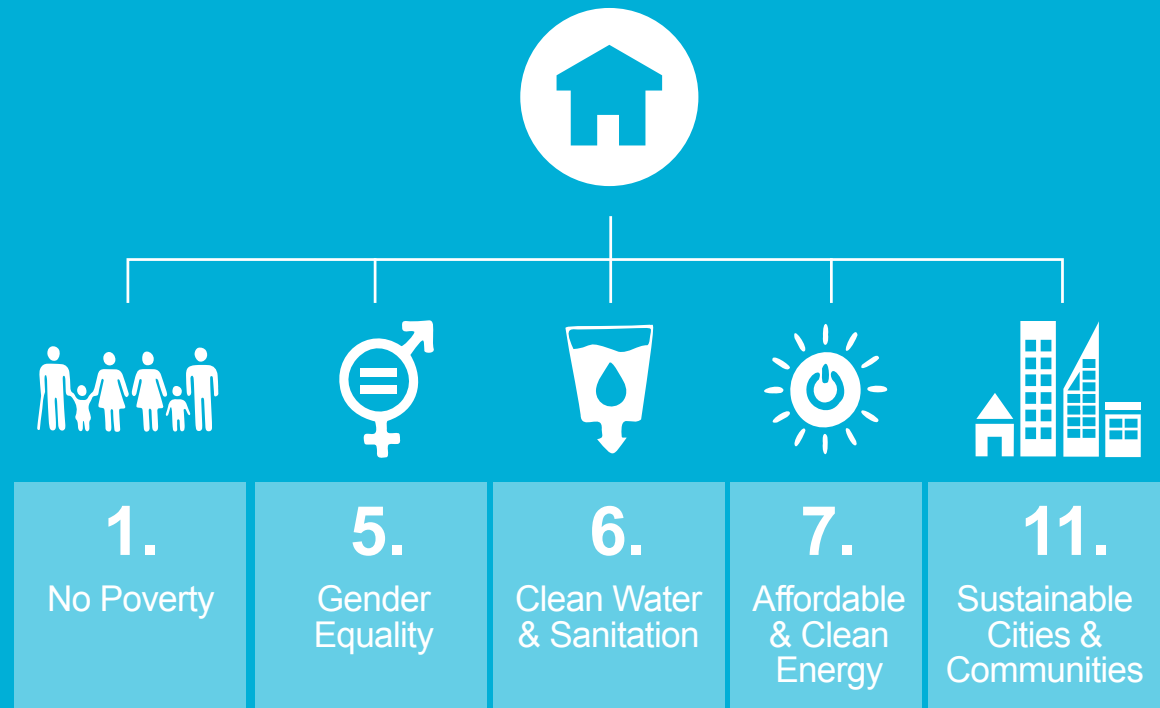 1.
No Poverty
5.
Gender
Equality
6.
Clean Water
& Sanitation
7.
Affordable
& Clean
Energy
11.
Sustainable
Cities &
Communities